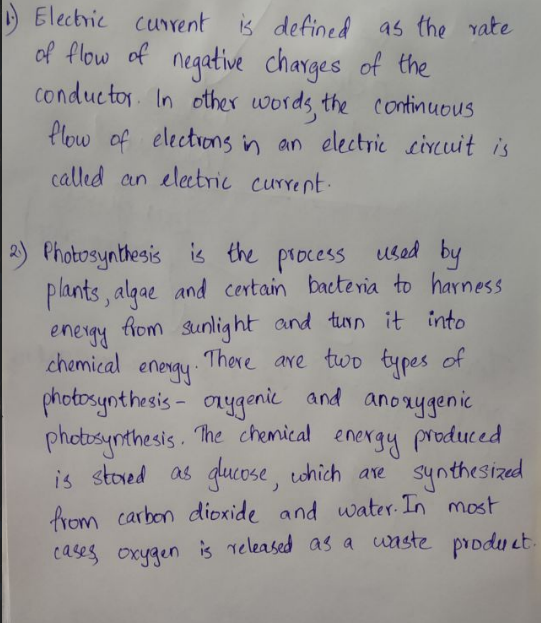 1) Electric current is defined as the rate
of flow of negative charges of the
conductor. In other words, the continuous
flow of electrons in an electric circuit is
called an electric current.
2) Photosynthesis is the process used by
plants, algae and certain bacteria to harness
energy from sunlight and turn it into
chemical energy. There are two types of
photosynthesis - oxygenic and anoxygenic
photosynthesis. The chemical energy produced
is stored as glucose, which are synthesized
from carbon dioxide and water. In most
cases, oxygen is released as a waste product.